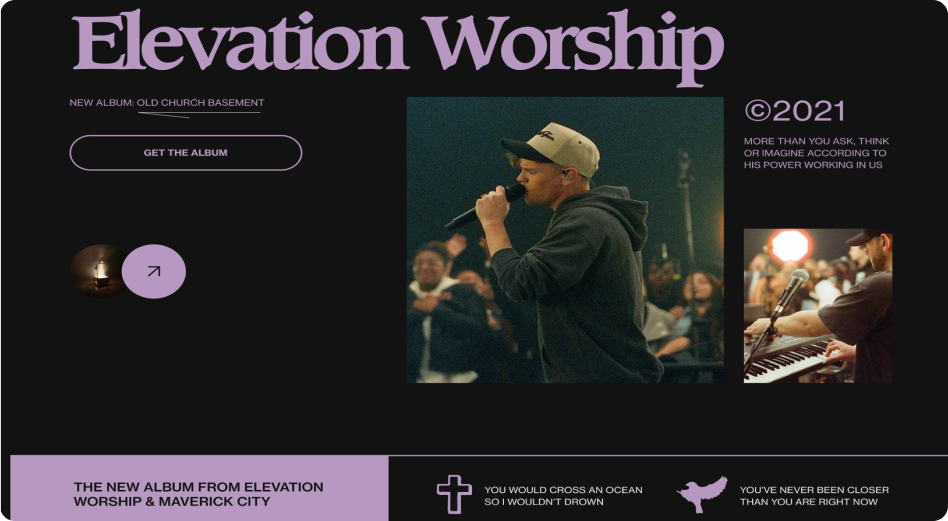 Elevation Worship
NEW ALBUM: OLD CHURCH BASEMENT
GET THE ALBUM
©2021
MORE THAN YOU ASK, THINK
OR IMAGINE ACCORDING TO
HIS POWER WORKING IN US
THE NEW ALBUM FROM ELEVATION
WORSHIP & MAVERICK CITY
YOU WOULD CROSS AN OCEAN
SO I WOULDN'T DROWN
YOU'VE NEVER BEEN CLOSER
THAN YOU ARE RIGHT NOW